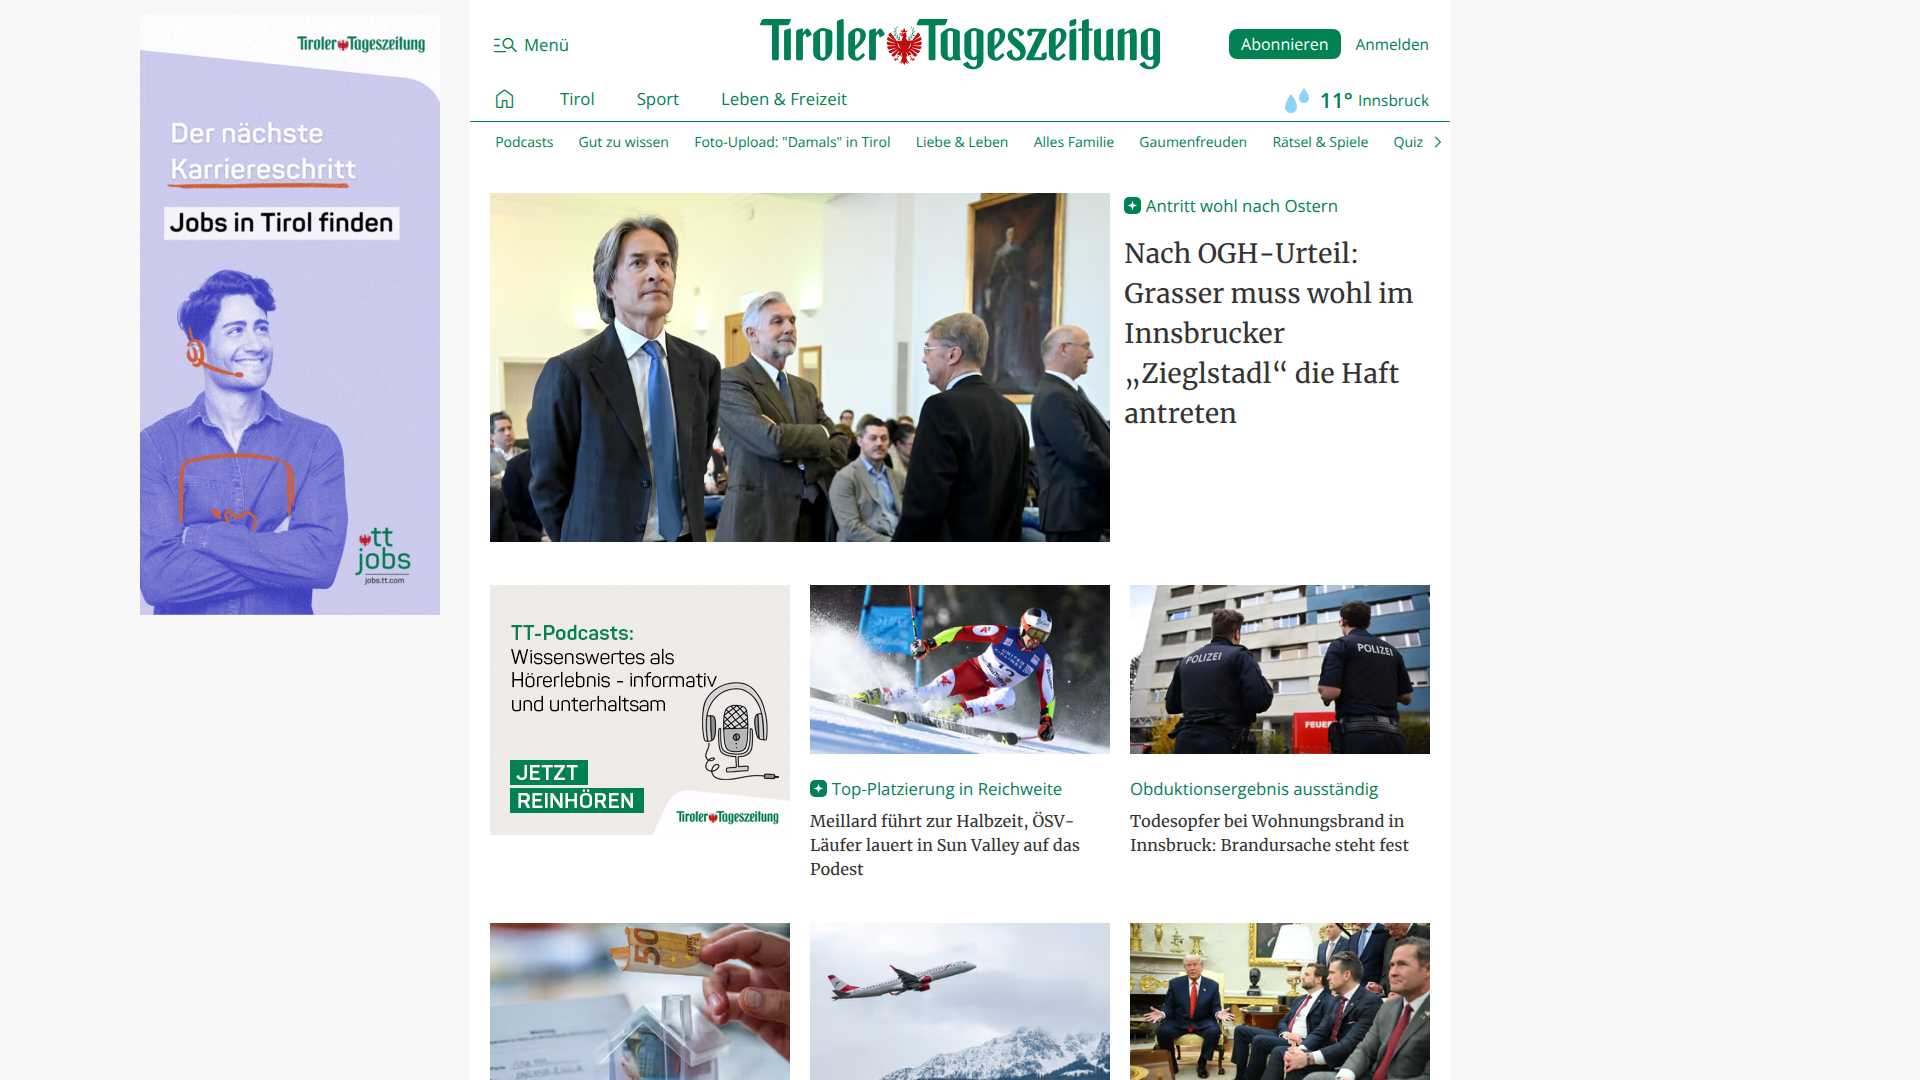 Tiroler Tageszeitung
Der nächste
Karriereschritt
Jobs in Tirol finden
tt
jobs
jobs.tt.com
Menü
Tiroler Tageszeitung
Abonnieren
Anmelden
Tirol
Sport
Leben & Freizeit
11° Innsbruck
Podcasts
Gut zu wissen
Foto-Upload: "Damals" in Tirol
Liebe & Leben
Alles Familie
Gaumenfreuden
Rätsel & Spiele
Quiz
Antritt wohl nach Ostern
Nach OGH-Urteil:
Grasser muss wohl im
Innsbrucker
„Zieglstadl“ die Haft
antreten
TT-Podcasts:
Wissenswertes als
Hörerlebnis - informativ
und unterhaltsam
JETZT
REINHÖREN
Tiroler Tageszeitung
Top-Platzierung in Reichweite
Meillard führt zur Halbzeit, ÖSV-
Läufer lauert in Sun Valley auf das
Podest
POLIZEI
POLIZEI
FEUER
Obduktionsergebnis ausständig
Todesopfer bei Wohnungsbrand in
Innsbruck: Brandursache steht fest
50